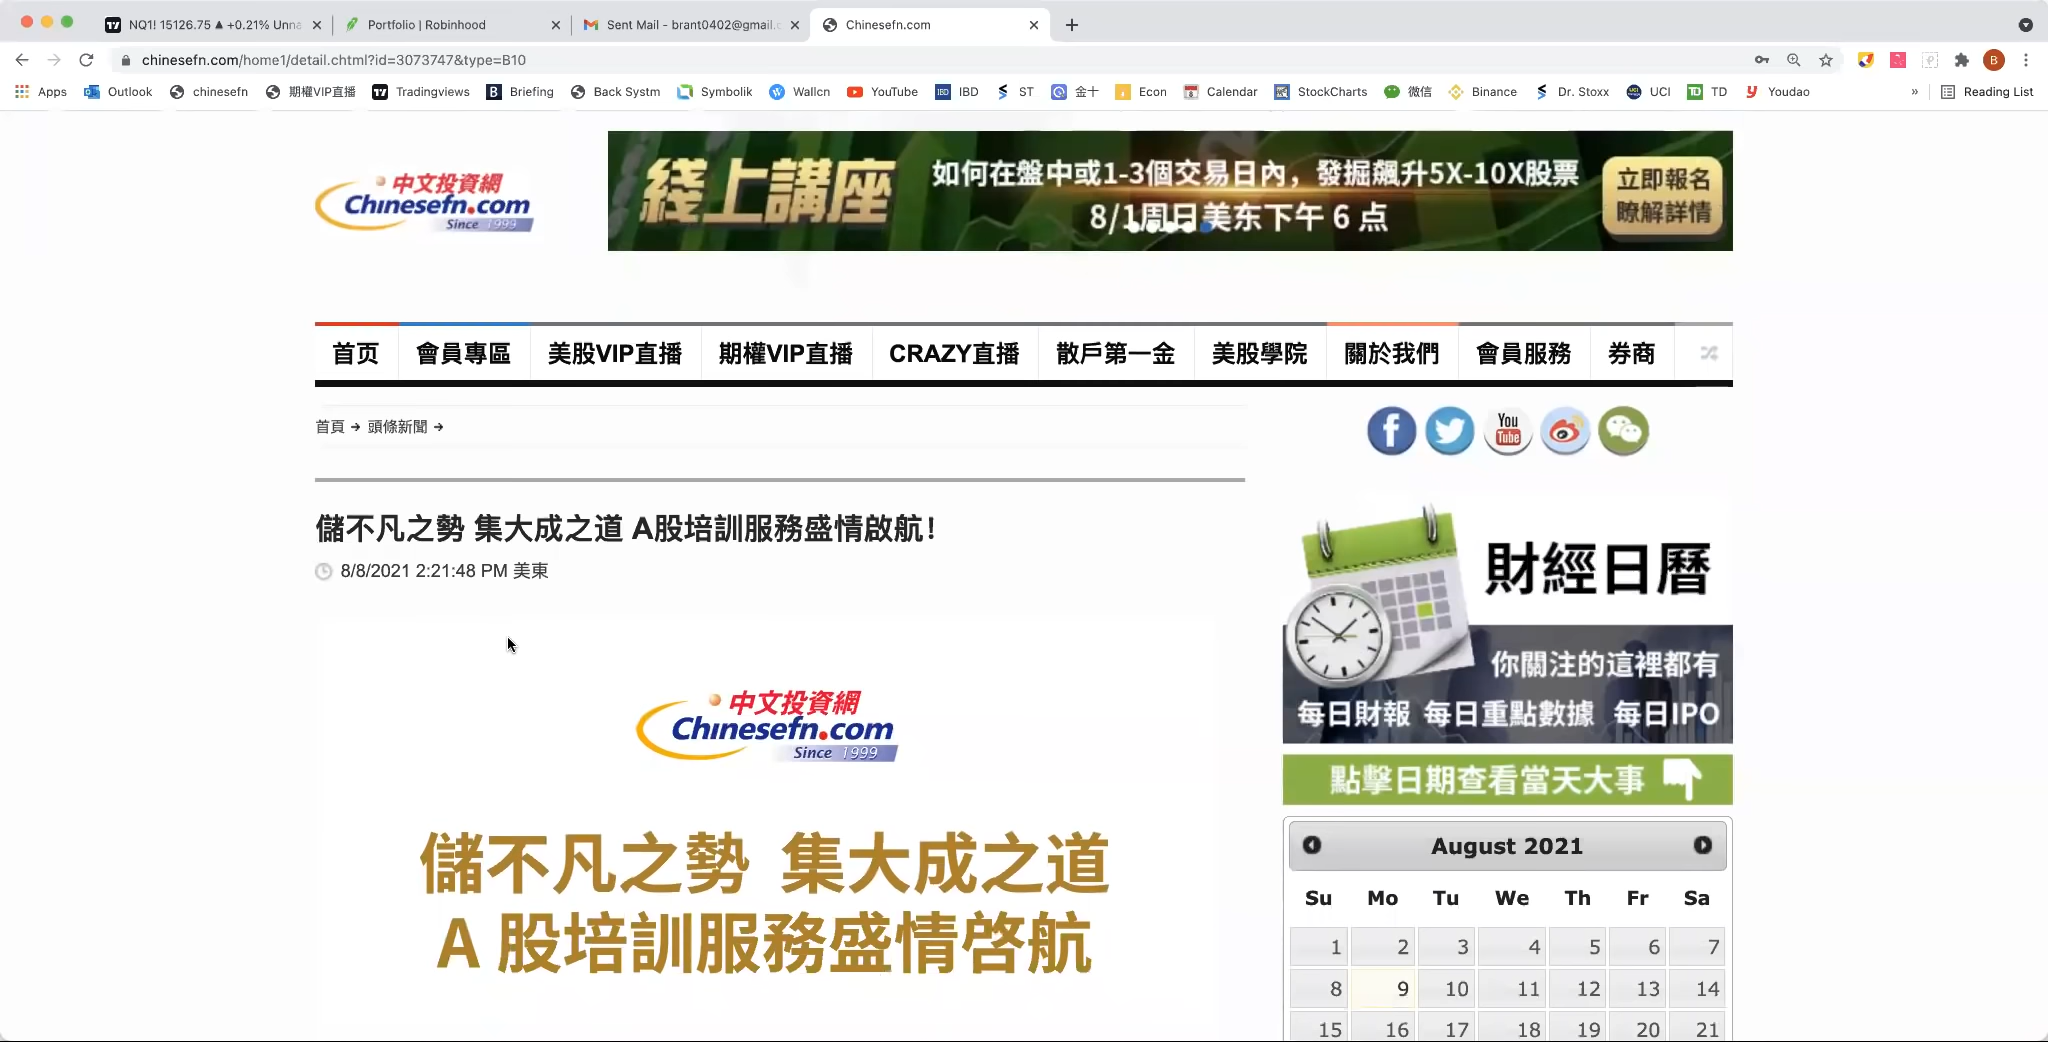 NQ1! 15126.75 ▲ +0.21% Unna
Portfolio | Robinhood
Sent Mail - brant0402@gmail.c
Chinesefn.com
chinesefn.com/home1/detail.chtml?id=3073747&type=B10
B
Apps
Outlook
chinesefn
期權VIP直播
Tradingviews
Briefing
Back Systm
Symbolik
Wallcn
YouTube
IBD
ST
金十
Econ
Calendar
StockCharts
微信
Binance
Dr. Stoxx
UCI
TD
Youdao
»
Reading List
中文投資網
Chinesefn.com
Since 1999
綫上講座
如何在盤中或1-3個交易日內，發掘飆升5X-10X股票
8/1周日美东下午 6 点
立即報名
瞭解詳情
首页
會員專區
美股VIP直播
期權VIP直播
CRAZY直播
散戶第一金
美股學院
關於我們
會員服務
券商
首頁 → 頭條新聞 →
You
Tube
儲不凡之勢 集大成之道 A股培訓服務盛情啟航！
8/8/2021 2:21:48 PM 美東
中文投資網
Chinesefn.com
Since 1999
儲不凡之勢 集大成之道
A 股培訓服務盛情啓航
財經日曆
你關注的這裡都有
每日財報 每日重點數據 每日IPO
點擊日期查看當天大事
August 2021
Su Mo Tu We Th Fr Sa
1 2 3 4 5 6 7
8 9 10 11 12 13 14
15 16 17 18 19 20 21